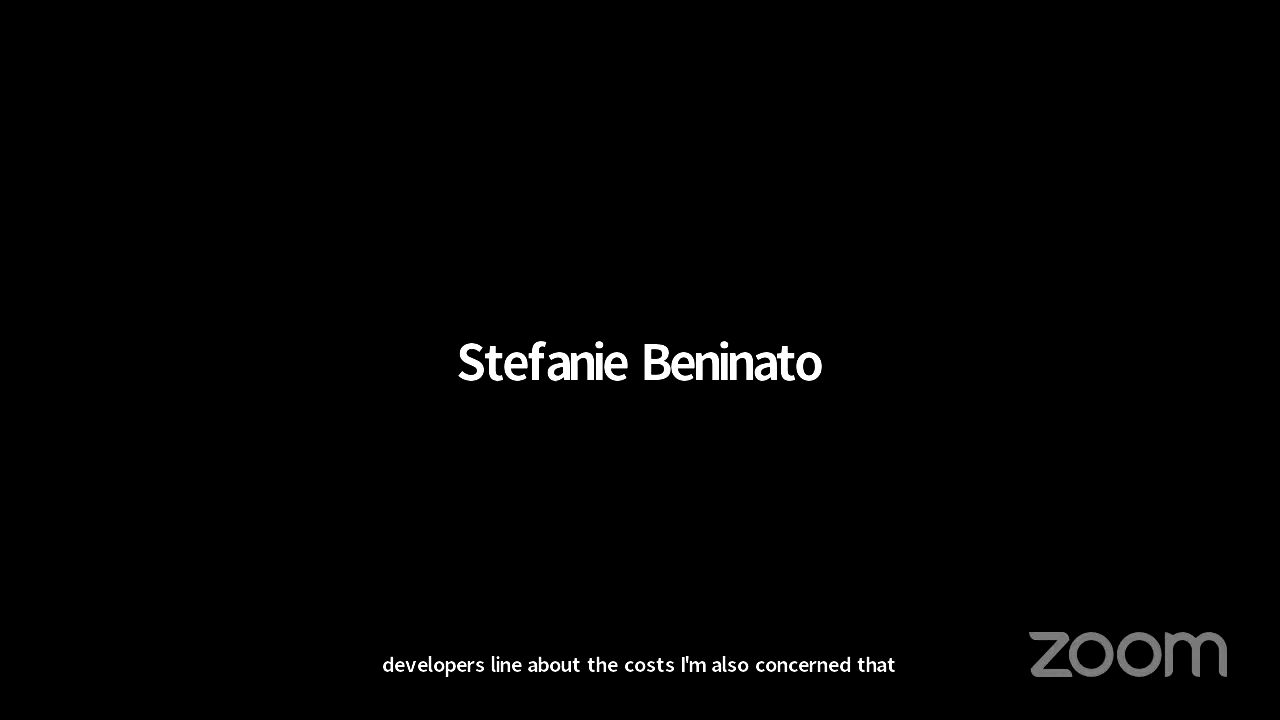 Stefanie Beninato
developers line about the costs I'm also concerned that
zoom